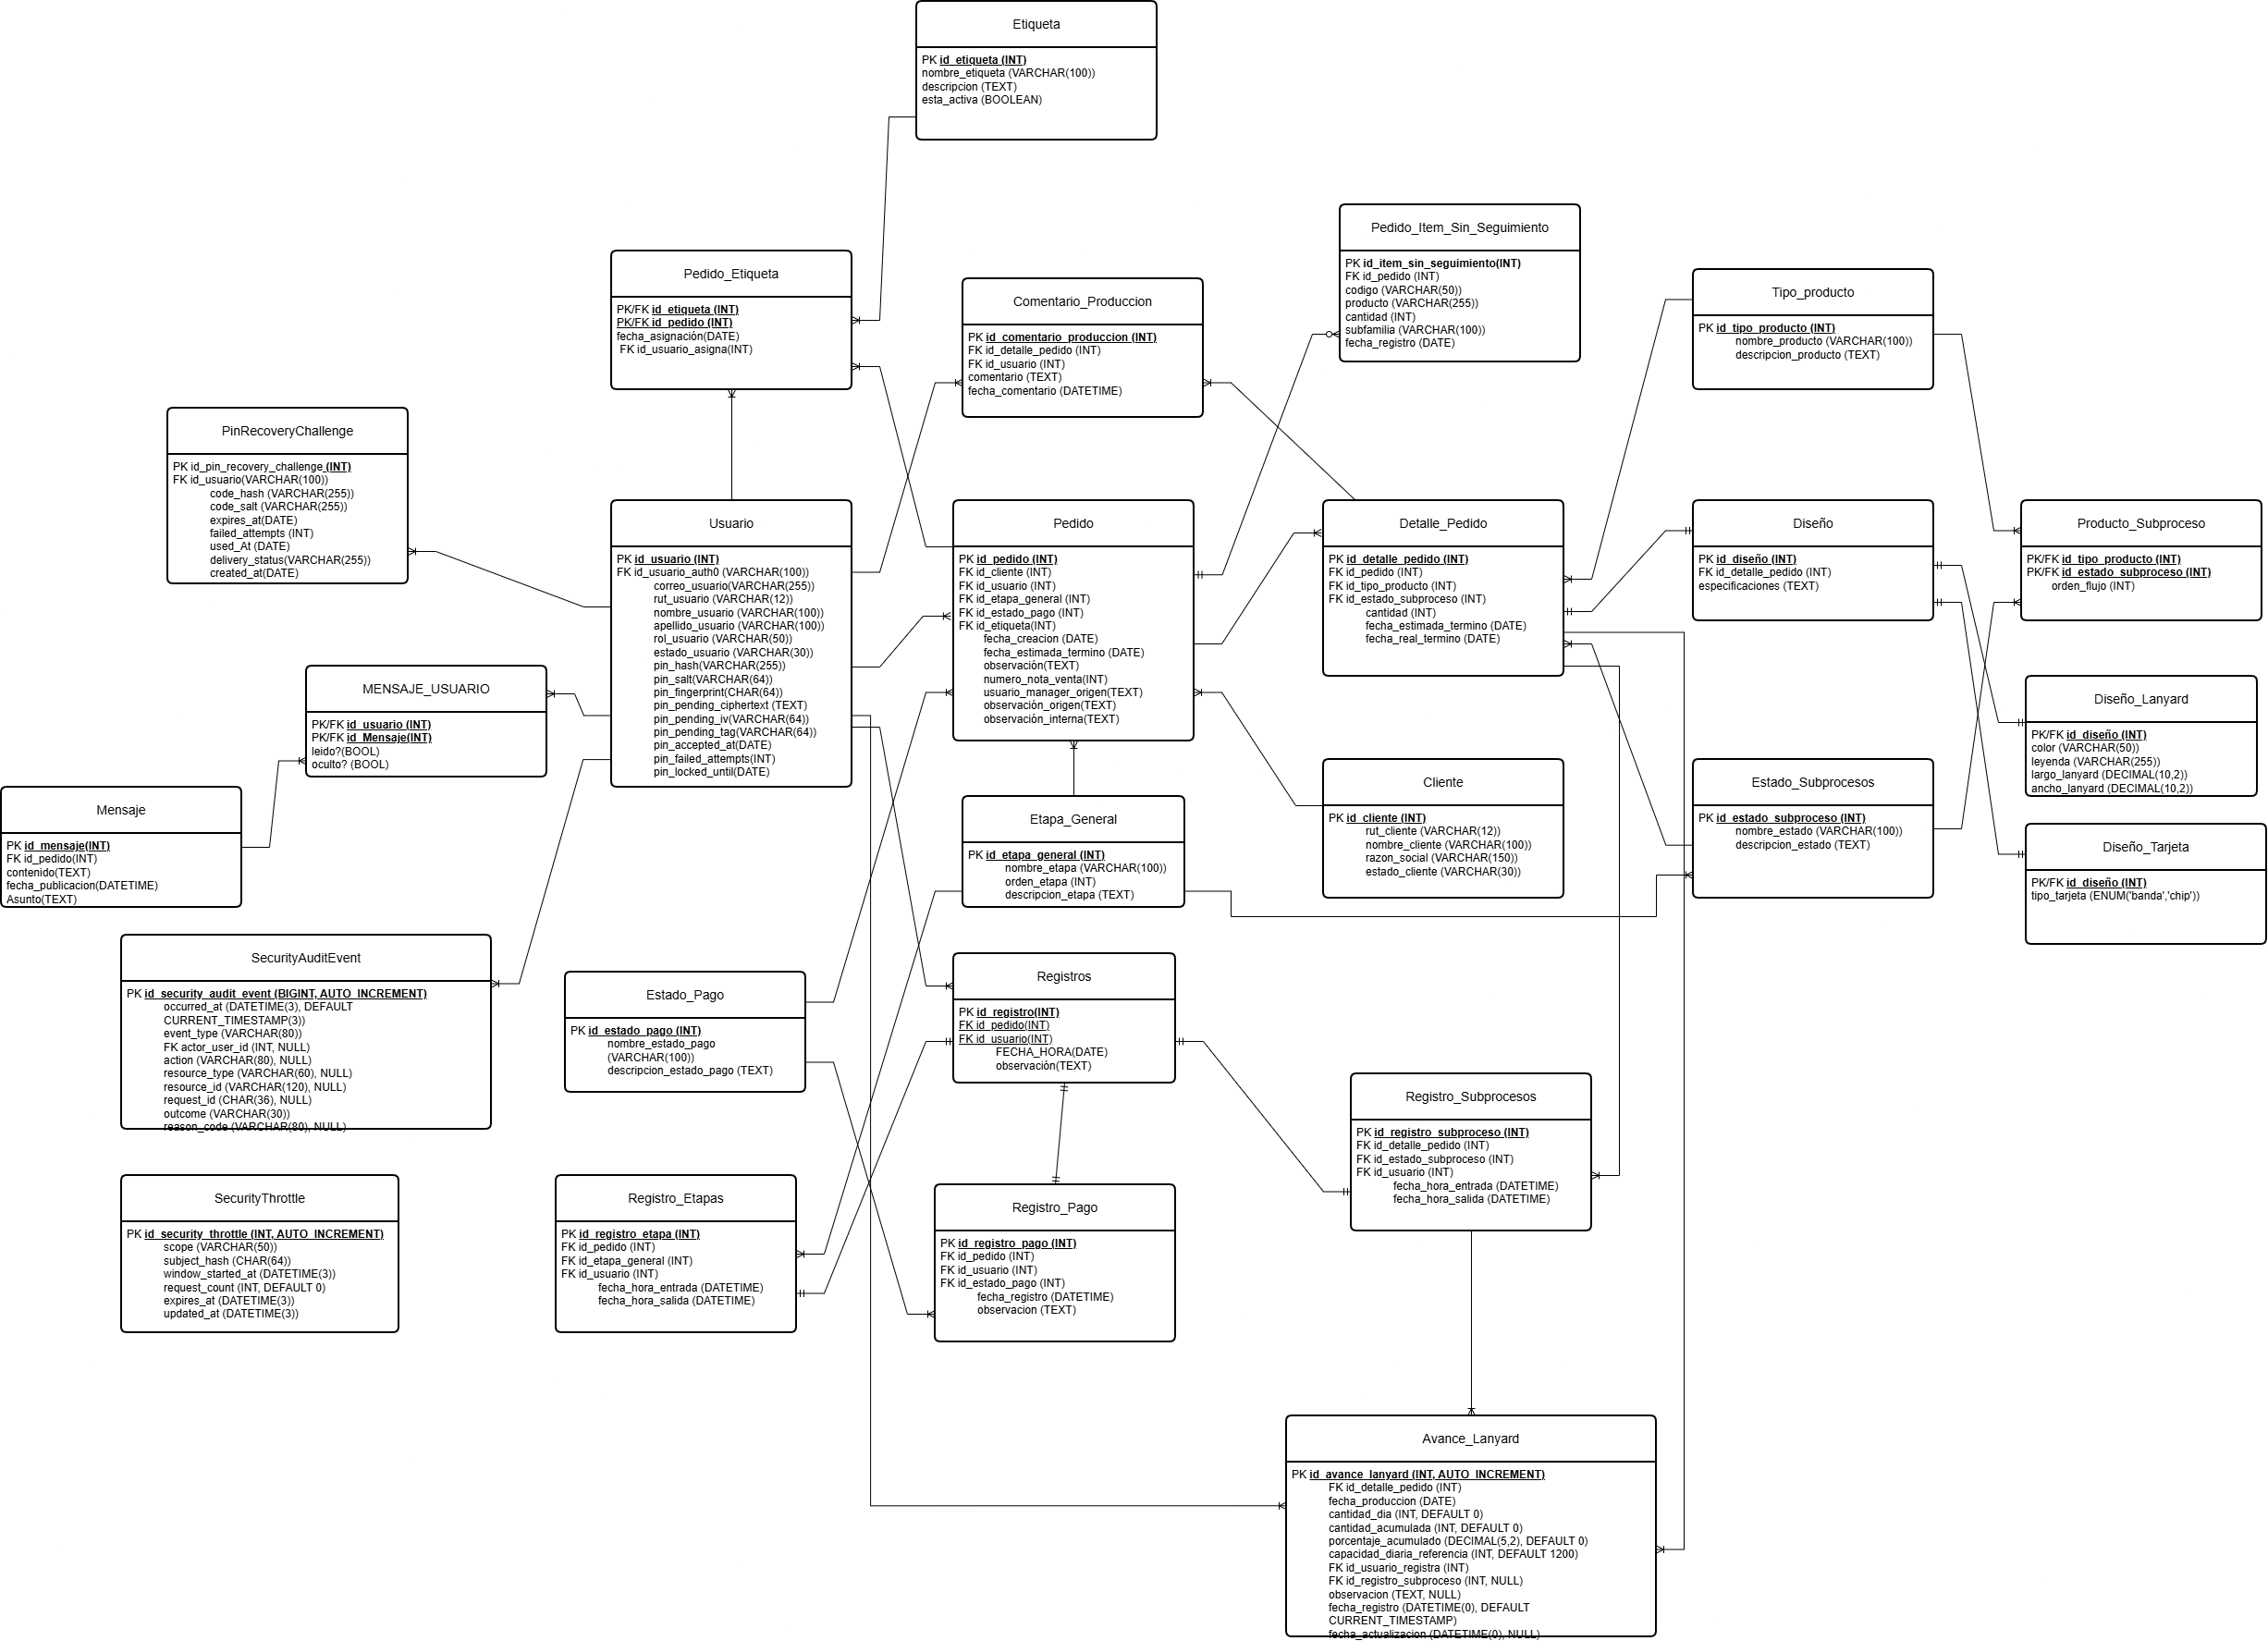 Etiqueta
PK id_etiqueta (INT)
nombre_etiqueta (VARCHAR(100))
descripcion (TEXT)
esta_activa (BOOLEAN)
Pedido_Item_Sin_Seguimiento
PK id_item_sin_seguimiento(INT)
FK id_pedido (INT)
codigo (VARCHAR(50))
producto (VARCHAR(255))
cantidad (INT)
subfamilia (VARCHAR(100))
fecha_registro (DATE)
Pedido_Etiqueta
PK/FK id_etiqueta (INT)
PK/FK id_pedido (INT)
fecha_asignación(DATE)
FK id_usuario_asigna(INT)
Comentario_Produccion
PK id_comentario_produccion (INT)
FK id_detalle_pedido (INT)
FK id_usuario (INT)
comentario (TEXT)
fecha_comentario (DATETIME)
Tipo_producto
PK id_tipo_producto (INT)
nombre_producto (VARCHAR(100))
descripcion_producto (TEXT)
PinRecoveryChallenge
PK id_pin_recovery_challenge (INT)
FK id_usuario(VARCHAR(100))
code_hash (VARCHAR(255))
code_salt (VARCHAR(255))
expires_at(DATE)
failed_attempts (INT)
used_At (DATE)
delivery_status(VARCHAR(255))
created_at(DATE)
Usuario
PK id_usuario (INT)
FK id_usuario_auth0 (VARCHAR(100))
correo_usuario(VARCHAR(255))
rut_usuario (VARCHAR(12))
nombre_usuario (VARCHAR(100))
apellido_usuario (VARCHAR(100))
rol_usuario (VARCHAR(50))
estado_usuario (VARCHAR(30))
pin_hash(VARCHAR(255))
pin_salt(VARCHAR(64))
pin_fingerprint(CHAR(64))
pin_pending_ciphertext (TEXT)
pin_pending_iv(VARCHAR(64))
pin_pending_tag(VARCHAR(64))
pin_accepted_at(DATE)
pin_failed_attempts(INT)
pin_locked_until(DATE)
Pedido
PK id_pedido (INT)
FK id_cliente (INT)
FK id_usuario (INT)
FK id_etapa_general (INT)
FK id_estado_pago (INT)
FK id_etiqueta(INT)
fecha_creacion (DATE)
fecha_estimada_termino (DATE)
observación(TEXT)
numero_nota_venta(INT)
usuario_manager_origen(TEXT)
observación_origen(TEXT)
observación_interna(TEXT)
Detalle_Pedido
PK id_detalle_pedido (INT)
FK id_pedido (INT)
FK id_tipo_producto (INT)
FK id_estado_subproceso (INT)
cantidad (INT)
fecha_estimada_termino (DATE)
fecha_real_termino (DATE)
Diseño
PK id_diseño (INT)
FK id_detalle_pedido (INT)
especificaciones (TEXT)
Producto_Subproceso
PK/FK id_tipo_producto (INT)
PK/FK id_estado_subproceso (INT)
orden_flujo (INT)
MENSAJE_USUARIO
PK/FK id_usuario (INT)
PK/FK id_Mensaje(INT)
leido?(BOOL)
oculto? (BOOL)
Diseño_Lanyard
PK/FK id_diseño (INT)
color (VARCHAR(50))
leyenda (VARCHAR(255))
largo_lanyard (DECIMAL(10,2))
ancho_lanyard (DECIMAL(10,2))
Mensaje
PK id_mensaje(INT)
FK id_pedido(INT)
contenido(TEXT)
fecha_publicacion(DATETIME)
Asunto(TEXT)
Etapa_General
PK id_etapa_general (INT)
nombre_etapa (VARCHAR(100))
orden_etapa (INT)
descripcion_etapa (TEXT)
Cliente
PK id_cliente (INT)
rut_cliente (VARCHAR(12))
nombre_cliente (VARCHAR(100))
razon_social (VARCHAR(150))
estado_cliente (VARCHAR(30))
Estado_Subprocesos
PK id_estado_subproceso (INT)
nombre_estado (VARCHAR(100))
descripcion_estado (TEXT)
Diseño_Tarjeta
PK/FK id_diseño (INT)
tipo_tarjeta (ENUM('banda','chip'))
SecurityAuditEvent
PK id_security_audit_event (BIGINT, AUTO_INCREMENT)
occurred_at (DATETIME(3), DEFAULT
CURRENT_TIMESTAMP(3))
event_type (VARCHAR(80))
FK actor_user_id (INT, NULL)
action (VARCHAR(80), NULL)
resource_type (VARCHAR(60), NULL)
resource_id (VARCHAR(120), NULL)
request_id (CHAR(36), NULL)
outcome (VARCHAR(30))
reason_code (VARCHAR(80), NULL)
Estado_Pago
PK id_estado_pago (INT)
nombre_estado_pago
(VARCHAR(100))
descripcion_estado_pago (TEXT)
Registros
PK id_registro(INT)
FK id_pedido(INT)
FK id_usuario(INT)
FECHA_HORA(DATE)
observación(TEXT)
Registro_Subprocesos
PK id_registro_subproceso (INT)
FK id_detalle_pedido (INT)
FK id_estado_subproceso (INT)
FK id_usuario (INT)
fecha_hora_entrada (DATETIME)
fecha_hora_salida (DATETIME)
SecurityThrottle
PK id_security_throttle (INT, AUTO_INCREMENT)
scope (VARCHAR(50))
subject_hash (CHAR(64))
window_started_at (DATETIME(3))
request_count (INT, DEFAULT 0)
expires_at (DATETIME(3))
updated_at (DATETIME(3))
Registro_Etapas
PK id_registro_etapa (INT)
FK id_pedido (INT)
FK id_etapa_general (INT)
FK id_usuario (INT)
fecha_hora_entrada (DATETIME)
fecha_hora_salida (DATETIME)
Registro_Pago
PK id_registro_pago (INT)
FK id_pedido (INT)
FK id_usuario (INT)
FK id_estado_pago (INT)
fecha_registro (DATETIME)
observacion (TEXT)
Avance_Lanyard
PK id_avance_lanyard (INT, AUTO_INCREMENT)
FK id_detalle_pedido (INT)
fecha_produccion (DATE)
cantidad_dia (INT, DEFAULT 0)
cantidad_acumulada (INT, DEFAULT 0)
porcentaje_acumulado (DECIMAL(5,2), DEFAULT 0)
capacidad_diaria_referencia (INT, DEFAULT 1200)
FK id_usuario_registra (INT)
FK id_registro_subproceso (INT, NULL)
observacion (TEXT, NULL)
fecha_registro (DATETIME(0), DEFAULT
CURRENT_TIMESTAMP)
fecha_actualizacion (DATETIME(0), NULL)